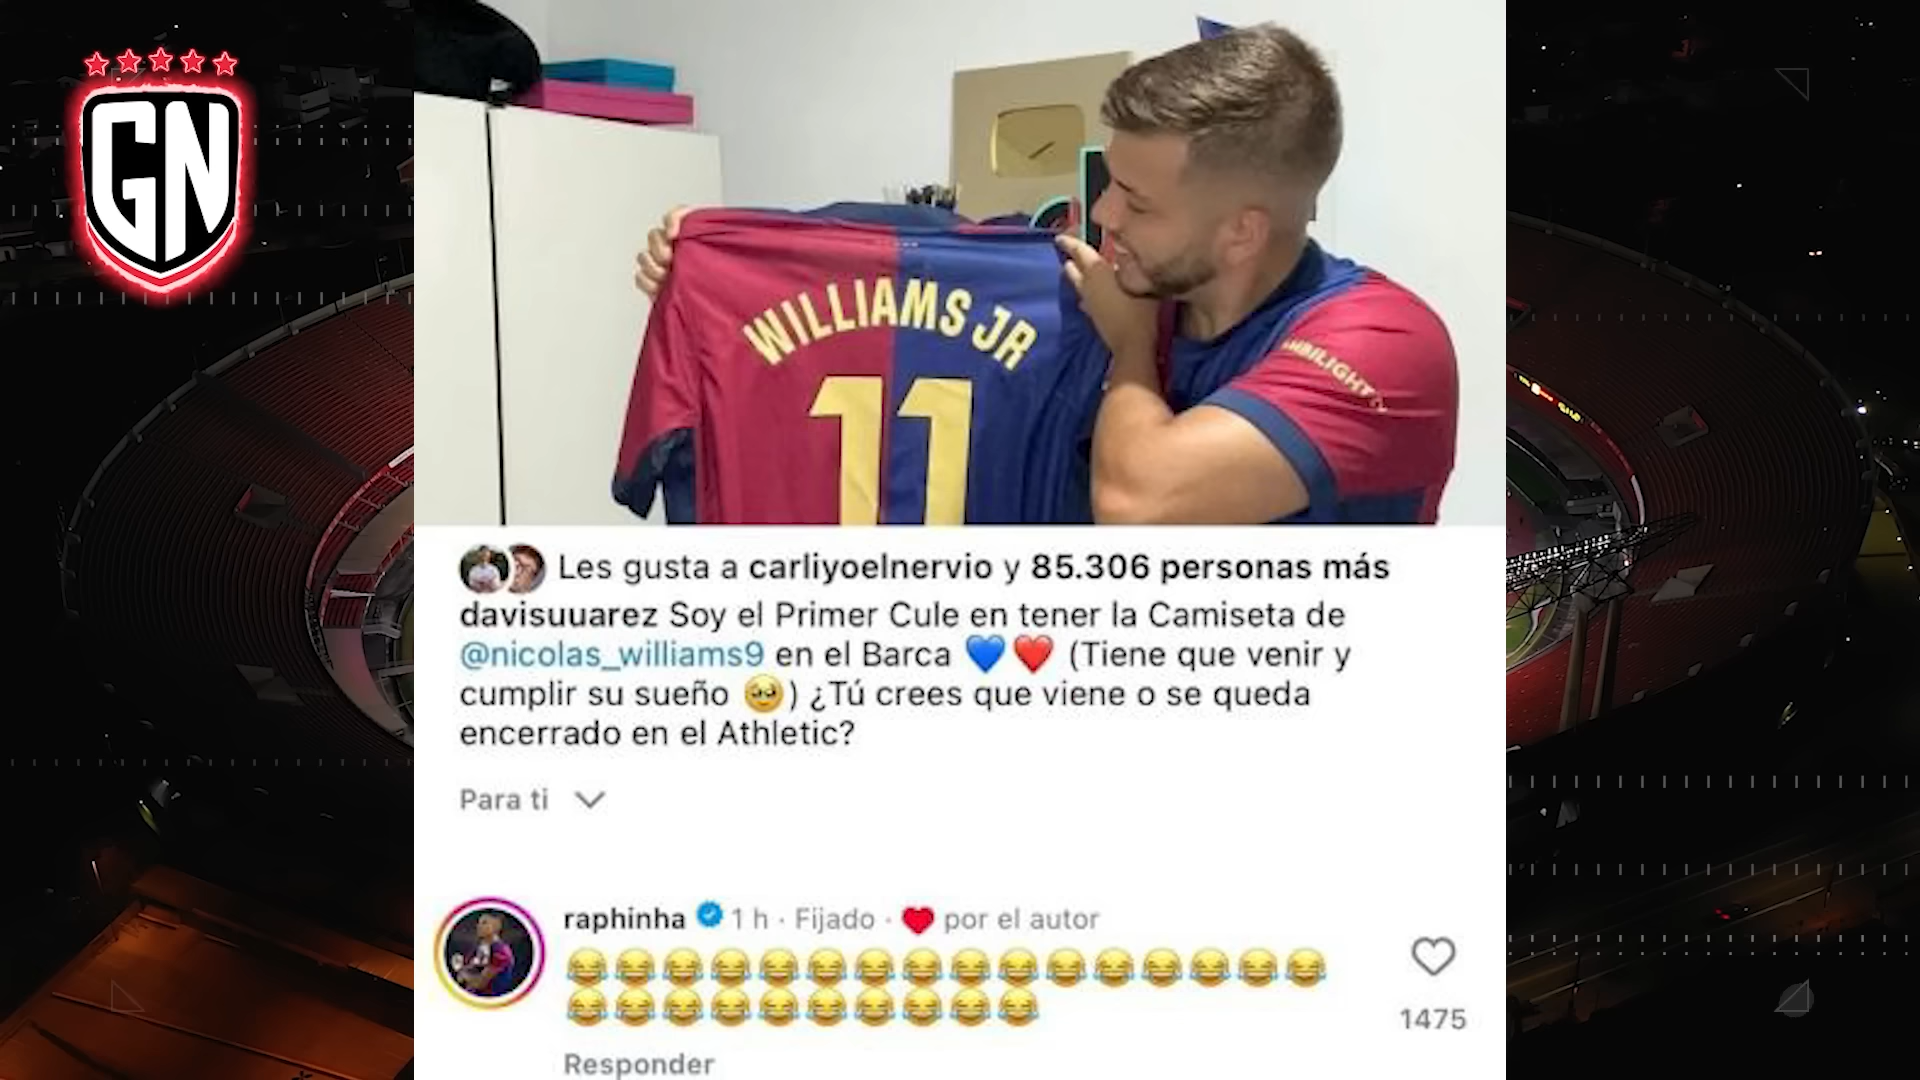 GN
WILLIAMS JR
11
Les gusta a carliyoelnervio y 85.306 personas más
davisuuarez Soy el Primer Cule en tener la Camiseta de
@nicolas_williams9 en el Barca 💙❤️ (Tiene que venir y
cumplir su sueño 🥹) ¿Tú crees que viene o se queda
encerrado en el Athletic?
Para ti
raphinha 1 h · Fijado · ❤️ por el autor
😂😂😂😂😂😂😂😂😂😂😂😂😂😂😂😂
😂😂😂😂😂😂😂😂😂😂
1475
Responder